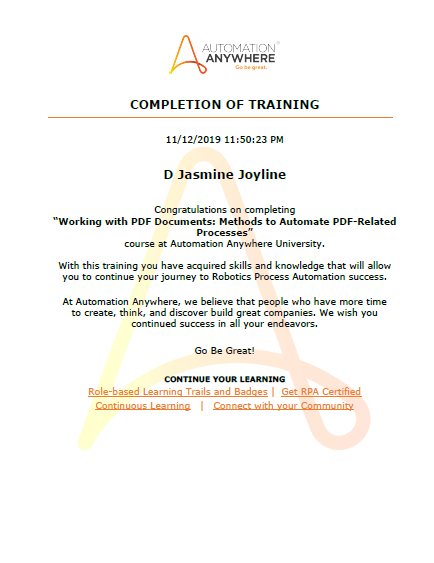 AUTOMATION
ANYWHERE
Go be great.
COMPLETION OF TRAINING
11/12/2019 11:50:23 PM
D Jasmine Joyline
Congratulations on completing
“Working with PDF Documents: Methods to Automate PDF-Related
Processes”
course at Automation Anywhere University.
With this training you have acquired skills and knowledge that will allow
you to continue your journey to Robotics Process Automation success.
At Automation Anywhere, we believe that people who have more time
to create, think, and discover build great companies. We wish you
continued success in all your endeavors.
Go Be Great!
CONTINUE YOUR LEARNING
Role-based Learning Trails and Badges | Get RPA Certified
Continuous Learning | Connect with your Community